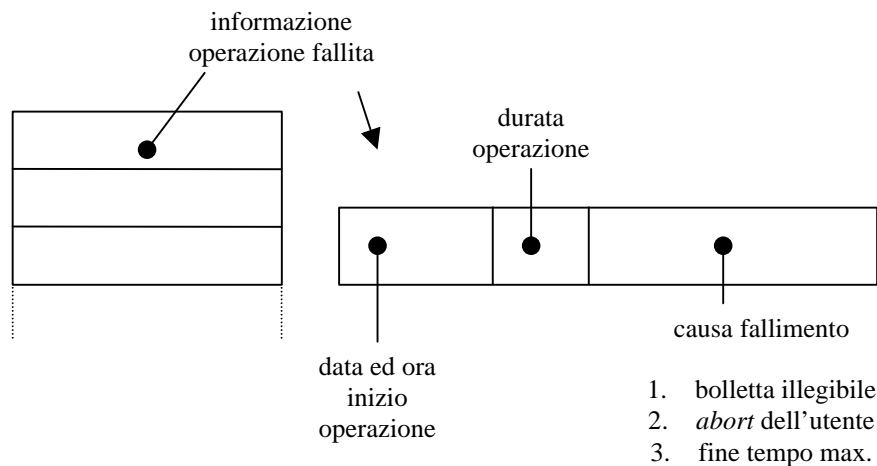 informazione
operazione fallita
durata
operazione
causa fallimento
data ed ora
inizio
operazione
1. bolletta illegibile
2. abort dell'utente
3. fine tempo max.